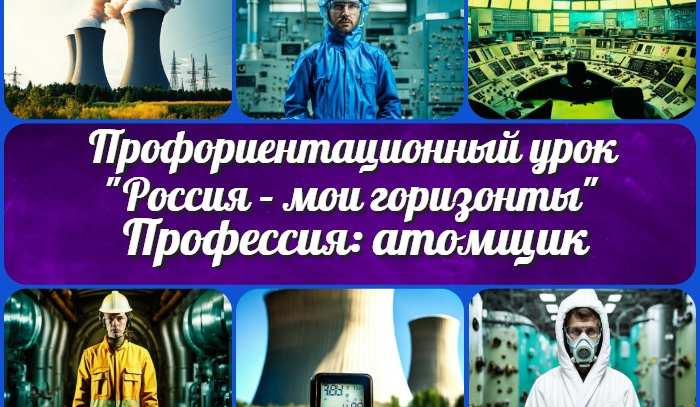 Профориентационный урок
"Россия – мои горизонты"
Профессия: атомщик